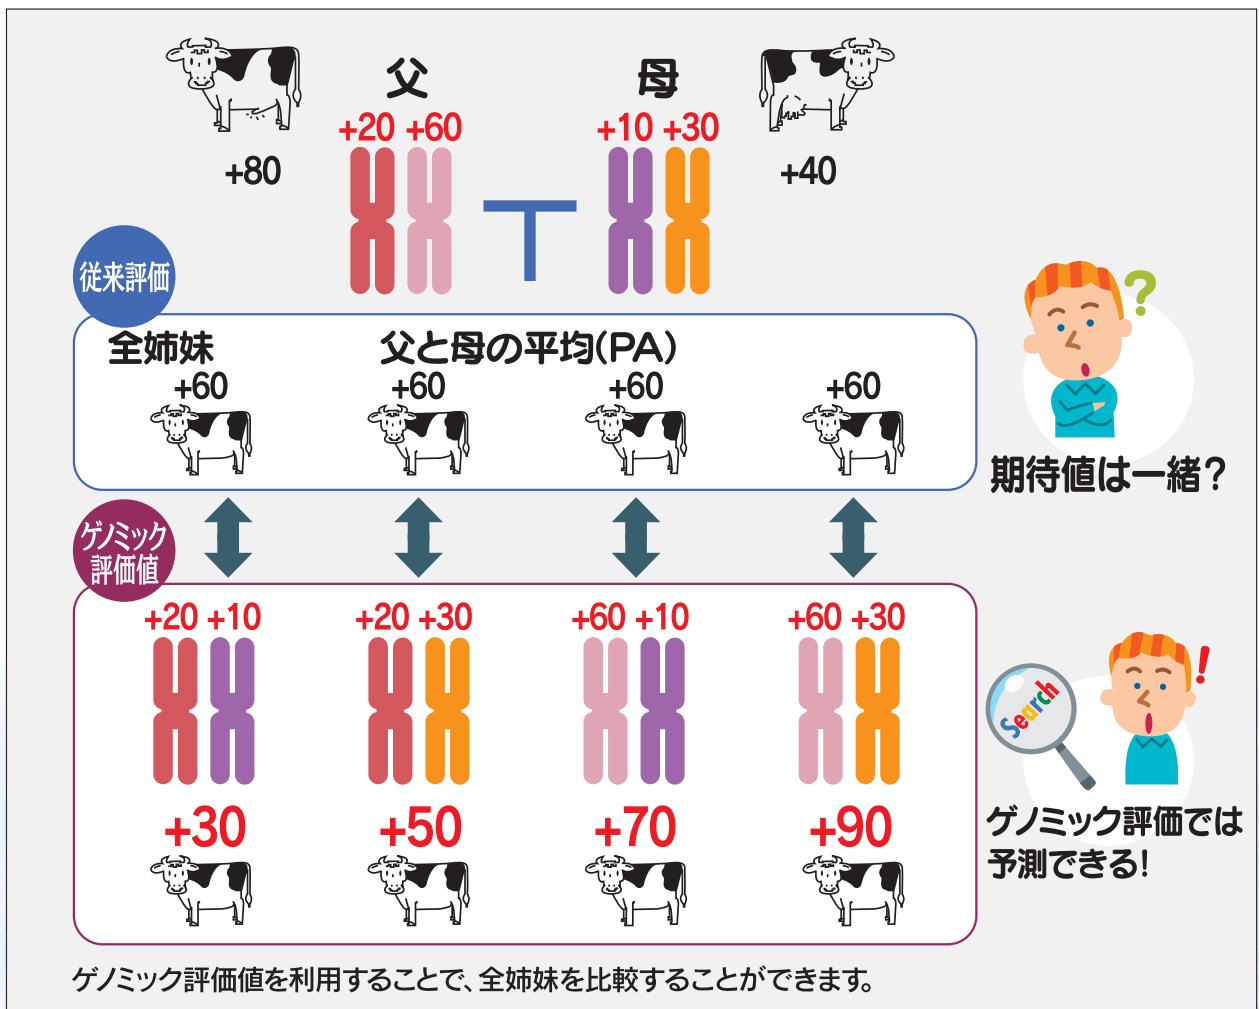 父
母
+20 +60
+10 +30
+80
+40
従来評価
全姉妹
父と母の平均(PA)
+60
+60
+60
+60
?
期待値は一緒?
ゲノミック
評価値
+20 +10
+20 +30
+60 +10
+60 +30
+30
+50
+70
+90
!
Search
ゲノミック評価では
予測できる!
ゲノミック評価値を利用することで、全姉妹を比較することができます。